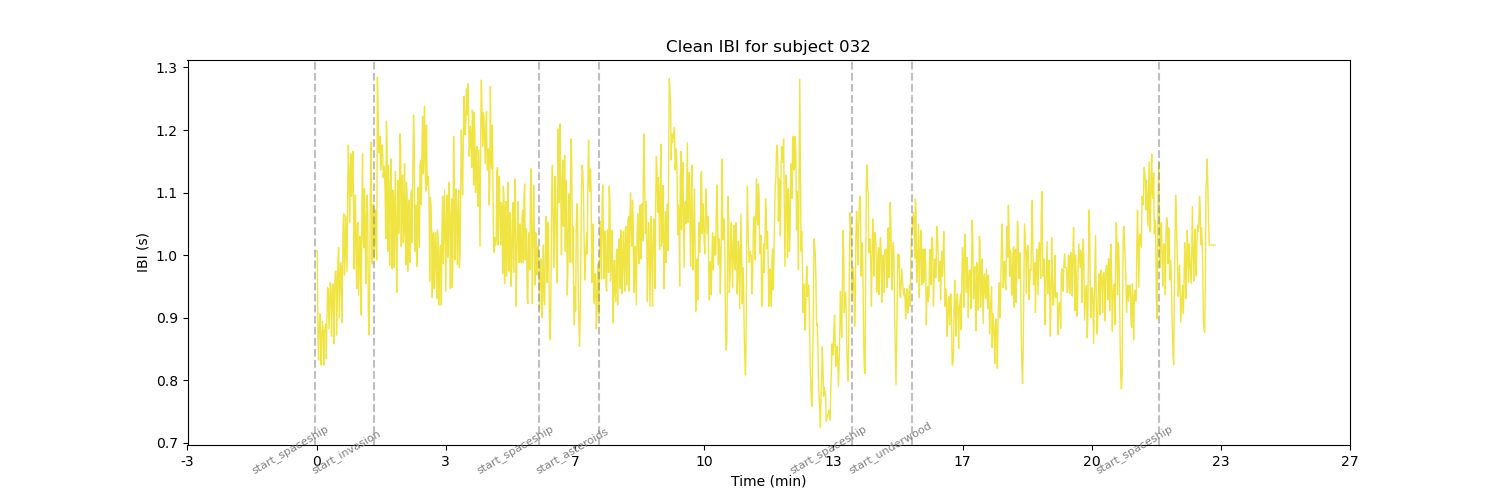 Clean IBI for subject 032
IBI (s)
1.3
1.2
1.1
1.0
0.9
0.8
0.7
start_spaceship
start_invasion
start_spaceship
start_asteroids
start_spaceship
start_underwood
start_spaceship
-3 0 3 7 10 13 17 20 23 27
Time (min)